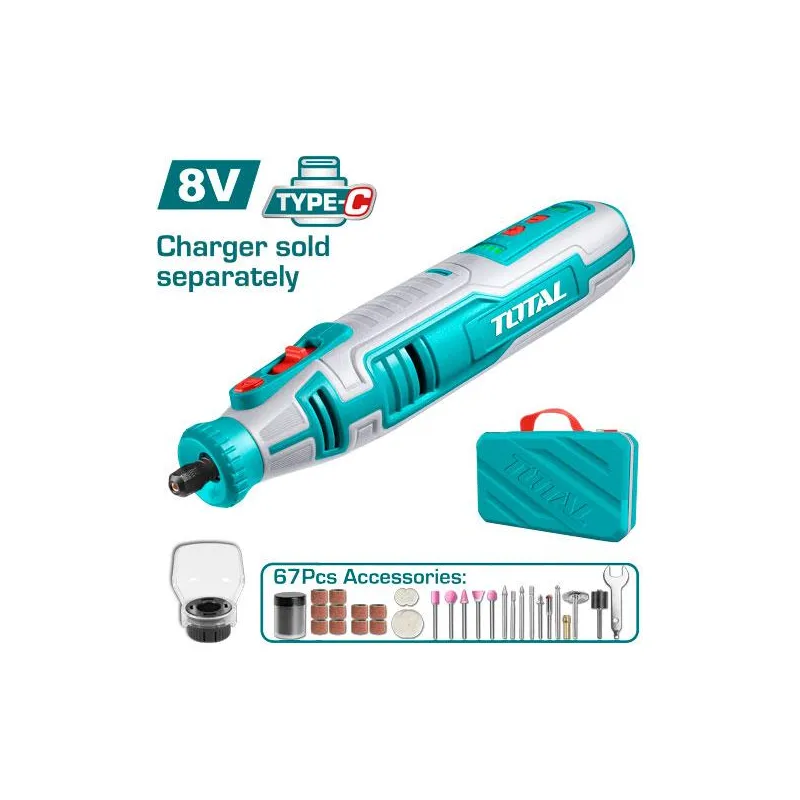 8V
TYPE-C
Charger sold
separately
TOTAL
TOTAL
67Pcs Accessories: